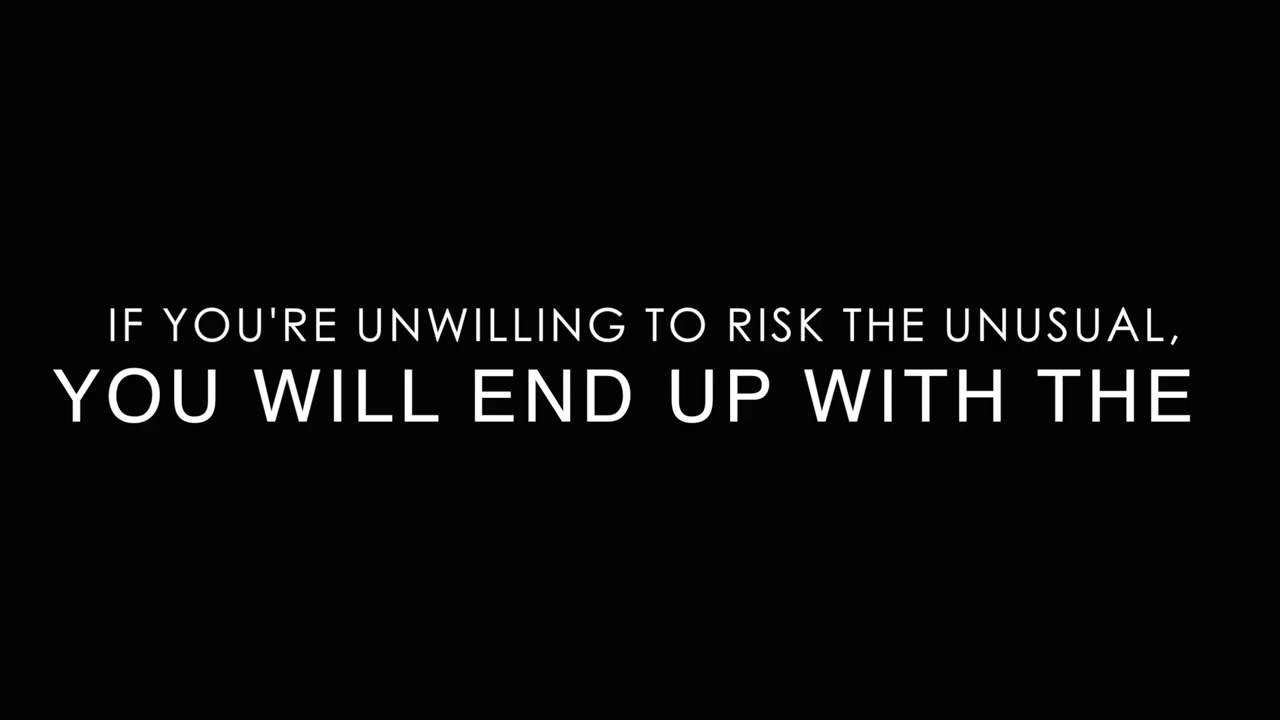 IF YOU'RE UNWILLING TO RISK THE UNUSUAL,
YOU WILL END UP WITH THE